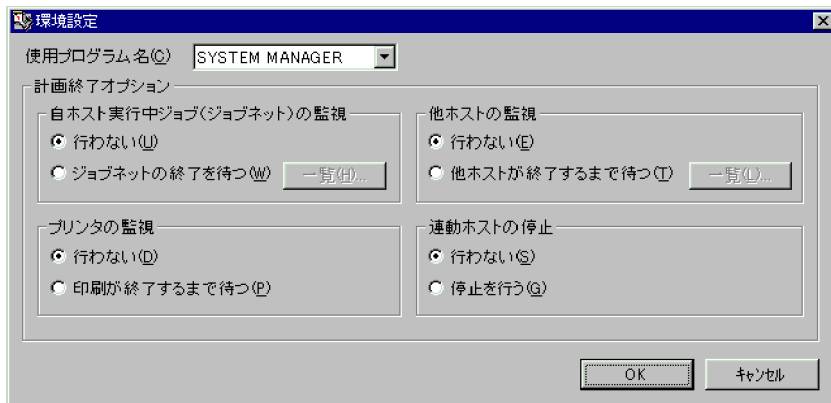 環境設定
使用プログラム名(C) SYSTEM MANAGER
計画終了オプション
自ホスト実行中ジョブ(ジョブネット)の監視
行わない(U)
ジョブネットの終了を待つ(W) 一覧(H)...
他ホストの監視
行わない(E)
他ホストが終了するまで待つ(T) 一覧(L)...
プリンタの監視
行わない(D)
印刷が終了するまで待つ(P)
連動ホストの停止
行わない(S)
停止を行う(G)
OK キャンセル